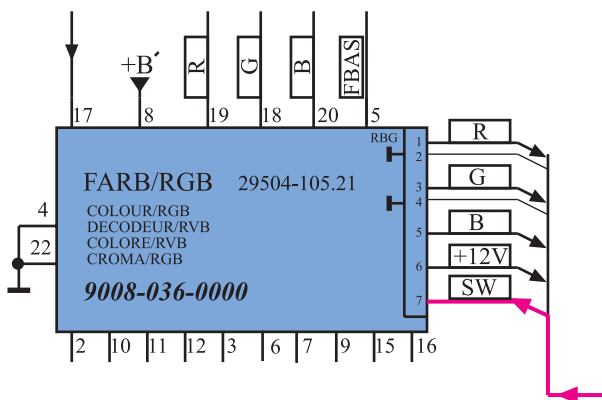 +B´
R
G
B
FBAS
17
8
19
18
20
5
RBG
1
R
2
FARB/RGB 29504-105.21
3
G
4
COLOUR/RGB
DECODEUR/RVB
COLORE/RVB
CROMA/RGB
4
22
5
B
6
+12V
9008-036-0000
7
SW
2
10
11
12
3
6
7
9
15
16